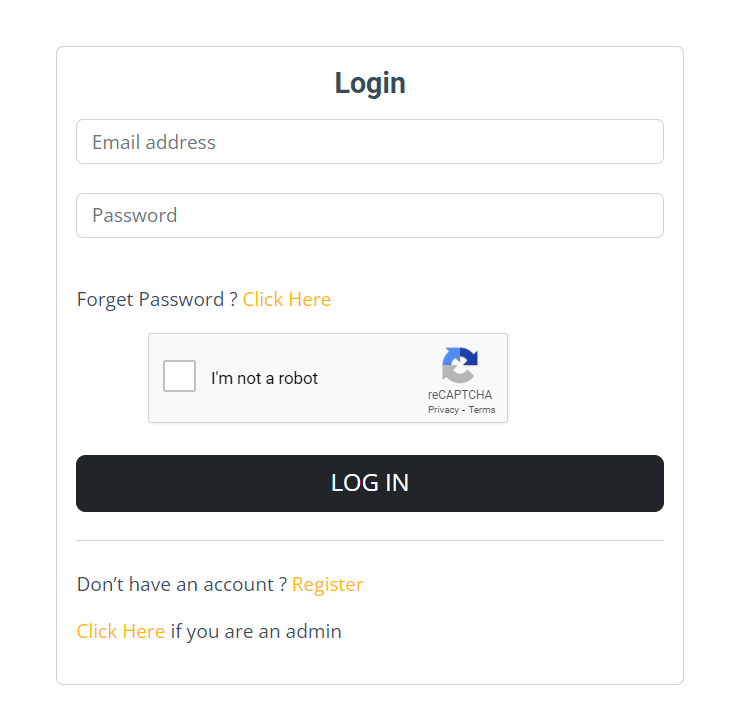 Login
Email address
Password
Forget Password ? Click Here
I'm not a robot
reCAPTCHA
Privacy - Terms
LOG IN
Don’t have an account ? Register
Click Here if you are an admin